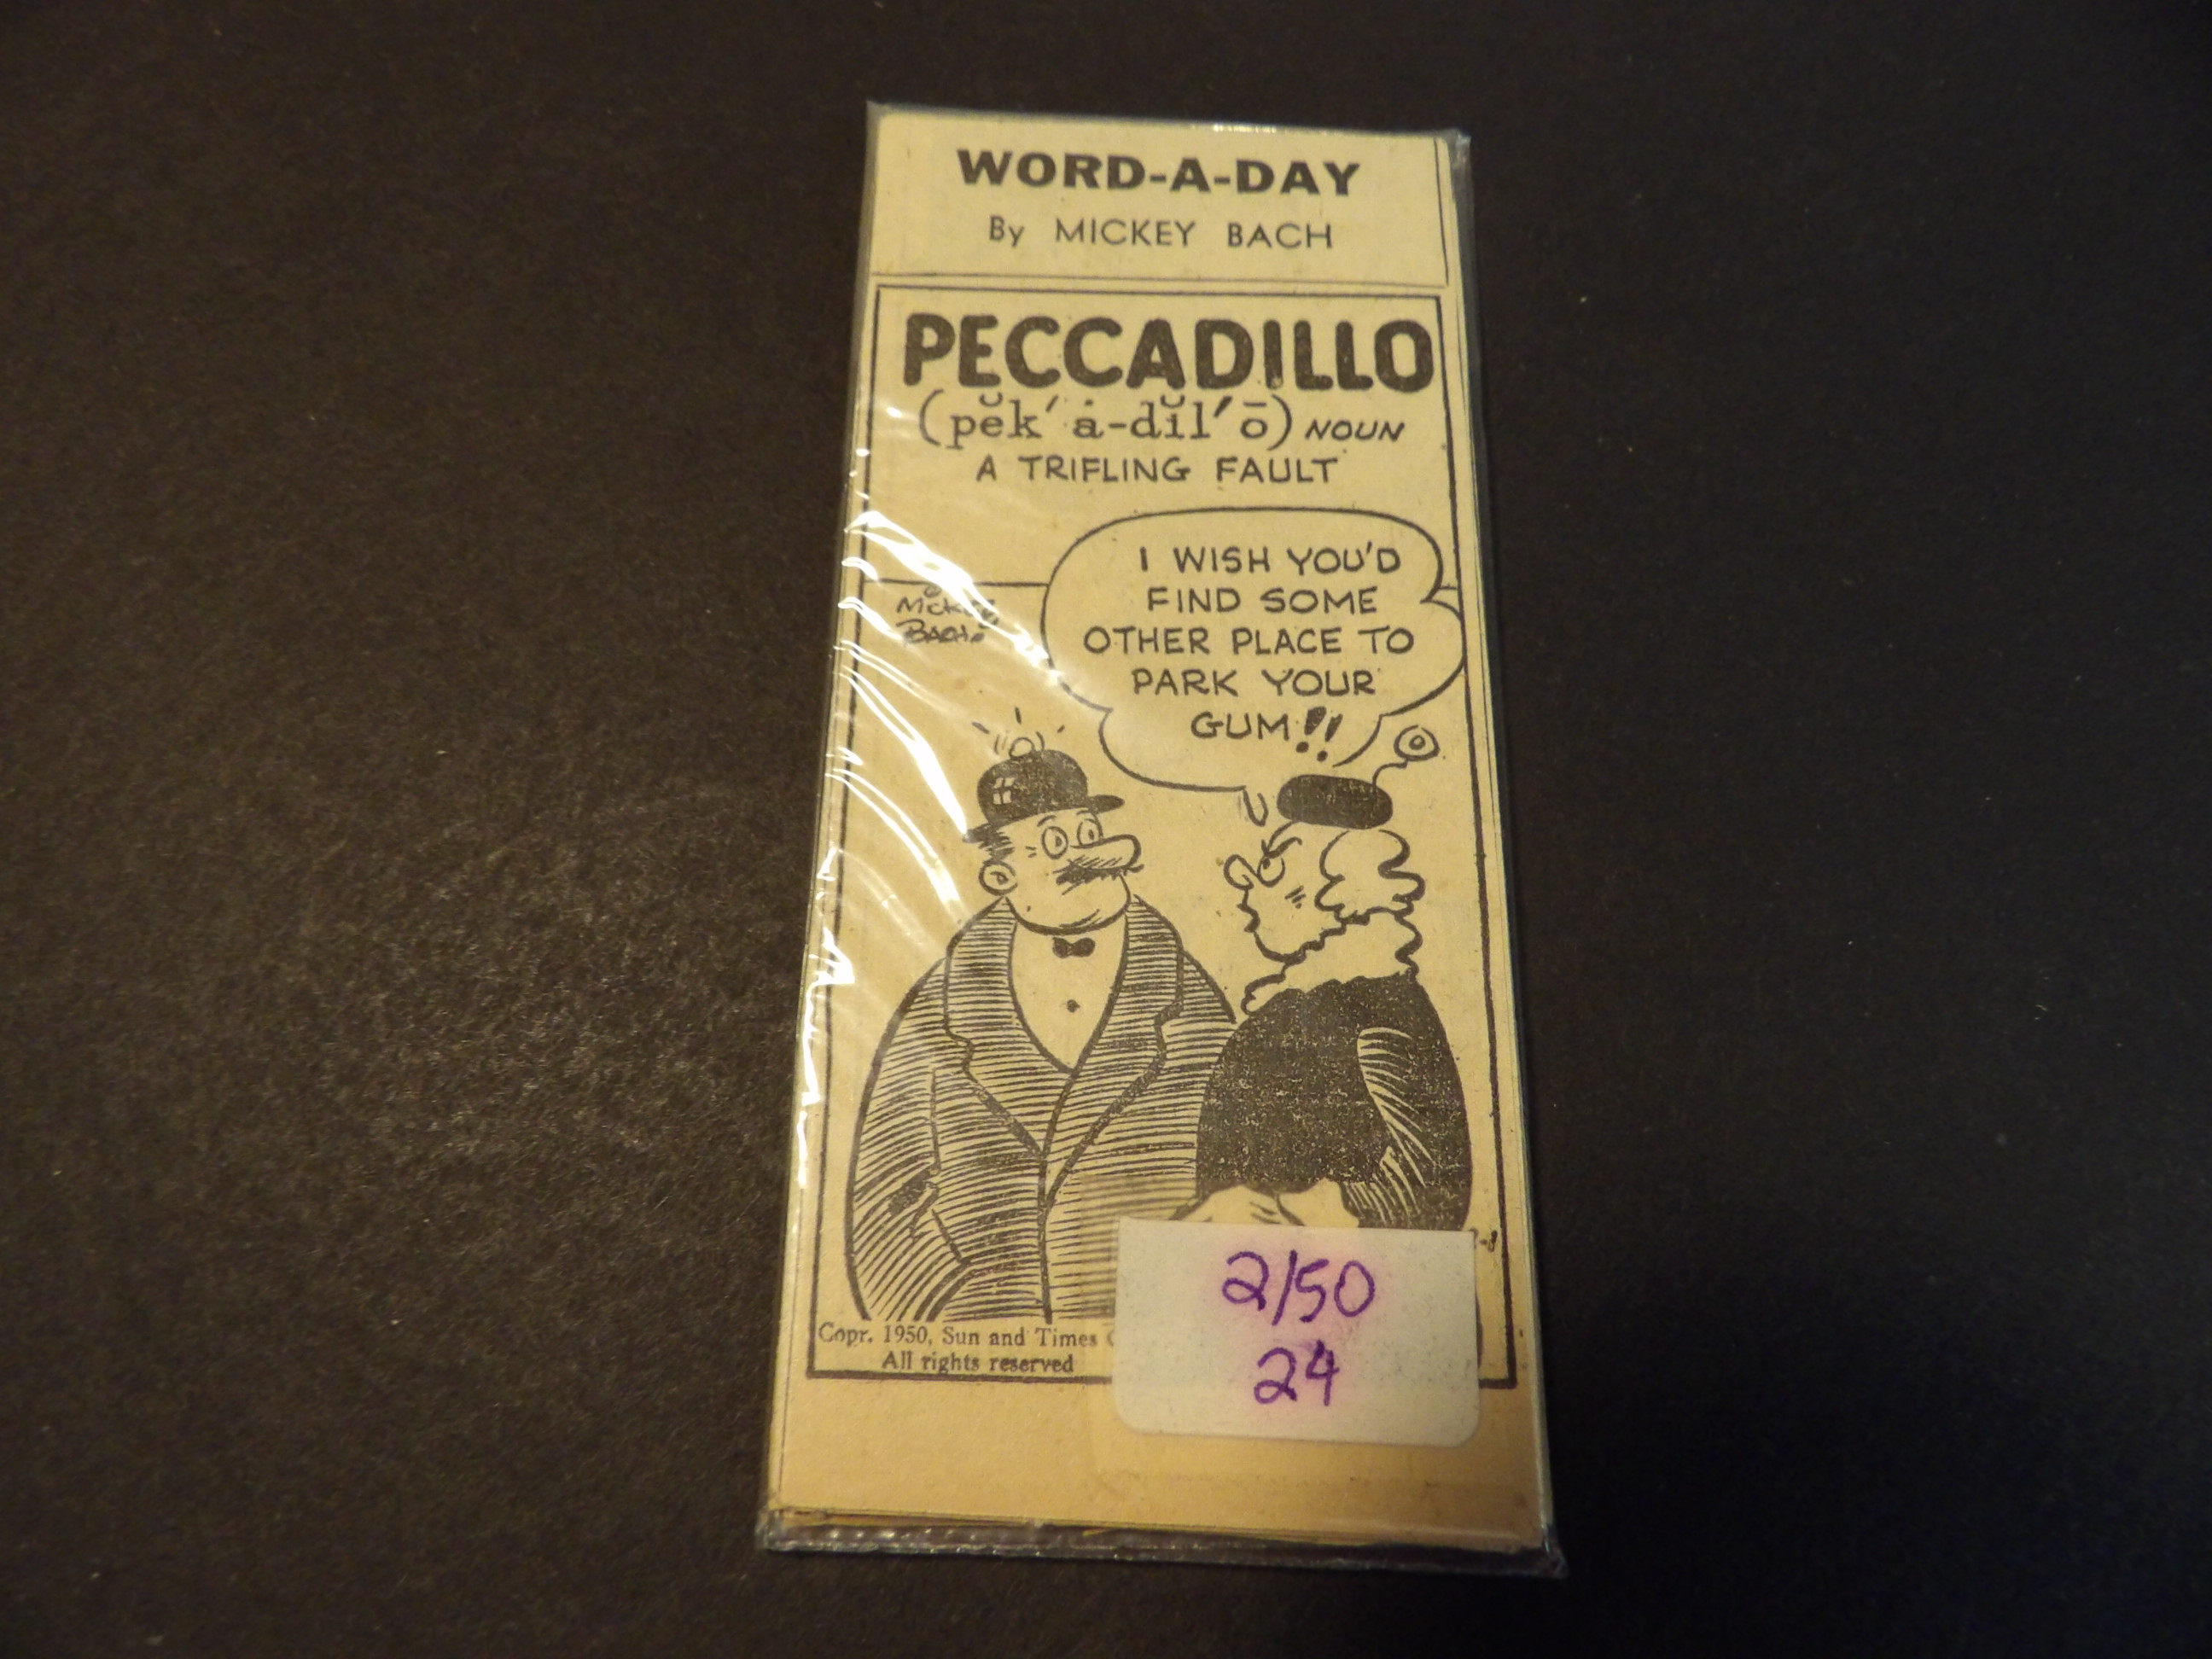 WORD-A-DAY
By MICKEY BACH
PECCADILLO
(pĕk′ȧ-dĭl′ō) NOUN
A TRIFLING FAULT
I WISH YOU'D
FIND SOME
OTHER PLACE TO
PARK YOUR
GUM!!
MICKEY
BACH
2/50
24
Copr. 1950, Sun and Times
All rights reserved